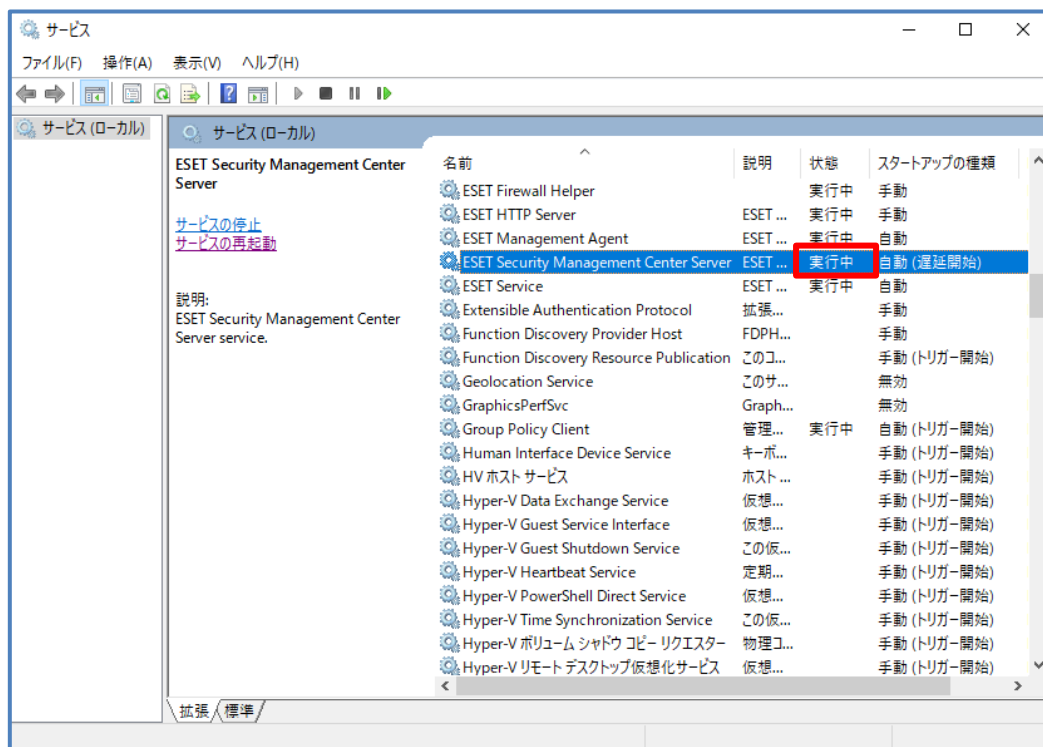 サービス
ファイル(F) 操作(A) 表示(V) ヘルプ(H)
サービス (ローカル)
サービス (ローカル)
ESET Security Management Center
Server
サービスの停止
サービスの再起動
説明:
ESET Security Management Center
Server service.
名前 説明 状態 スタートアップの種類
ESET Firewall Helper 実行中 手動
ESET HTTP Server ESET ... 実行中 手動
ESET Management Agent ESET ... 実行中 自動
ESET Security Management Center Server ESET ... 実行中 自動 (遅延開始)
ESET Service ESET ... 実行中 自動
Extensible Authentication Protocol 拡張... 手動
Function Discovery Provider Host FDPH... 手動
Function Discovery Resource Publication このコ... 手動 (トリガー開始)
Geolocation Service このサ... 無効
GraphicsPerfSvc Graph... 無効
Group Policy Client 管理... 実行中 自動 (トリガー開始)
Human Interface Device Service キーボ... 手動 (トリガー開始)
HV ホスト サービス ホスト ... 手動 (トリガー開始)
Hyper-V Data Exchange Service 仮想... 手動 (トリガー開始)
Hyper-V Guest Service Interface 仮想... 手動 (トリガー開始)
Hyper-V Guest Shutdown Service この仮... 手動 (トリガー開始)
Hyper-V Heartbeat Service 定期... 手動 (トリガー開始)
Hyper-V PowerShell Direct Service 仮想... 手動 (トリガー開始)
Hyper-V Time Synchronization Service この仮... 手動 (トリガー開始)
Hyper-V ボリューム シャドウ コピー リクエスター 物理コ... 手動 (トリガー開始)
Hyper-V リモート デスクトップ仮想化サービス 仮想... 手動 (トリガー開始)
拡張 標準